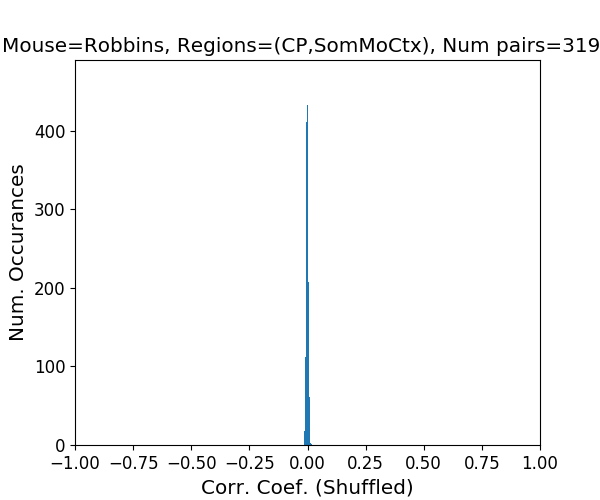 Mouse=Robbins, Regions=(CP,SomMoCtx), Num pairs=319
Num. Occurances
400
300
200
100
0
−1.00 −0.75 −0.50 −0.25 0.00 0.25 0.50 0.75 1.00
Corr. Coef. (Shuffled)